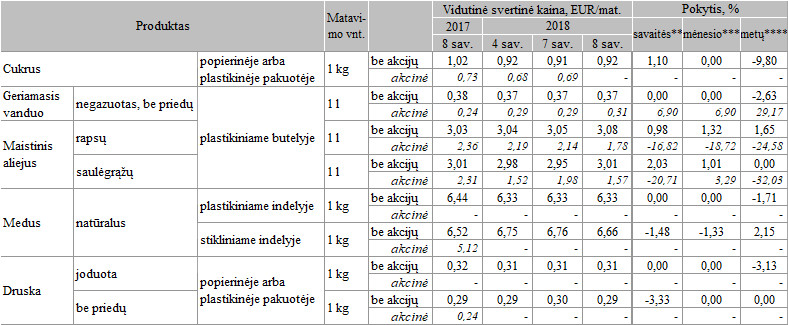 Produktas Matavi- Vidutinė svertinė kaina, EUR/mat. Pokytis, %
mo vnt. 2017 2018 savaitės** mėnesio*** metų****
8 sav. 4 sav. 7 sav. 8 sav.
Cukrus popierinėje arba plastikinėje pakuotėje 1 kg be akcijų 1,02 0,92 0,91 0,92 1,10 0,00 -9,80
akcinė 0,73 0,68 0,69 - - - -
Geriamasis vanduo negazuotas, be priedų plastikiniame butelyje 1 l be akcijų 0,38 0,37 0,37 0,37 0,00 0,00 -2,63
akcinė 0,24 0,29 0,29 0,31 6,90 6,90 29,17
Maistinis aliejus rapsų 1 l be akcijų 3,03 3,04 3,05 3,08 0,98 1,32 1,65
akcinė 2,36 2,19 2,14 1,78 -16,82 -18,72 -24,58
saulėgrąžų 1 l be akcijų 3,01 2,98 2,95 3,01 2,03 1,01 0,00
akcinė 2,31 1,52 1,98 1,57 -20,71 3,29 -32,03
Medus natūralus plastikiniame indelyje 1 kg be akcijų 6,44 6,33 6,33 6,33 0,00 0,00 -1,71
akcinė - - - - - - -
stikliniame indelyje 1 kg be akcijų 6,52 6,75 6,76 6,66 -1,48 -1,33 2,15
akcinė 5,12 - - - - - -
Druska joduota popierinėje arba plastikinėje pakuotėje 1 kg be akcijų 0,32 0,31 0,31 0,31 0,00 0,00 -3,13
akcinė - - - - - - -
be priedų 1 kg be akcijų 0,29 0,29 0,30 0,29 -3,33 0,00 0,00
akcinė 0,24 - - - - - -